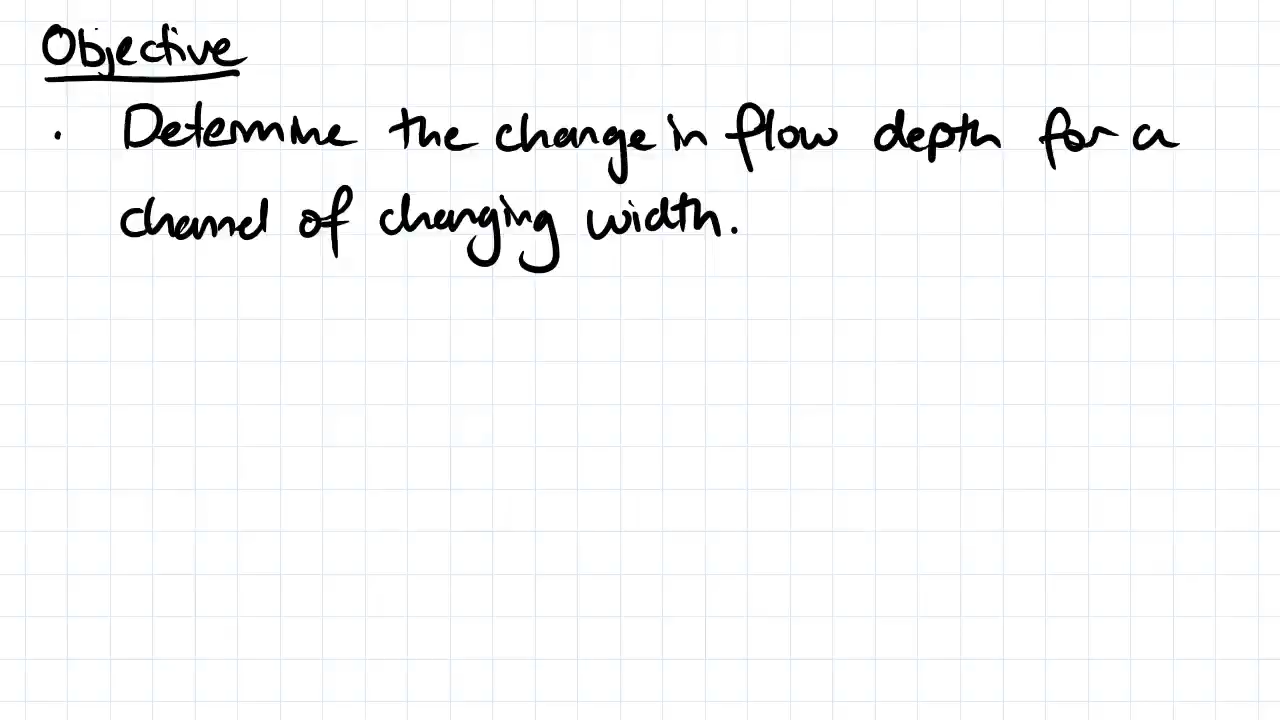 Objective
· Determine the change in flow depth for a
channel of changing width.